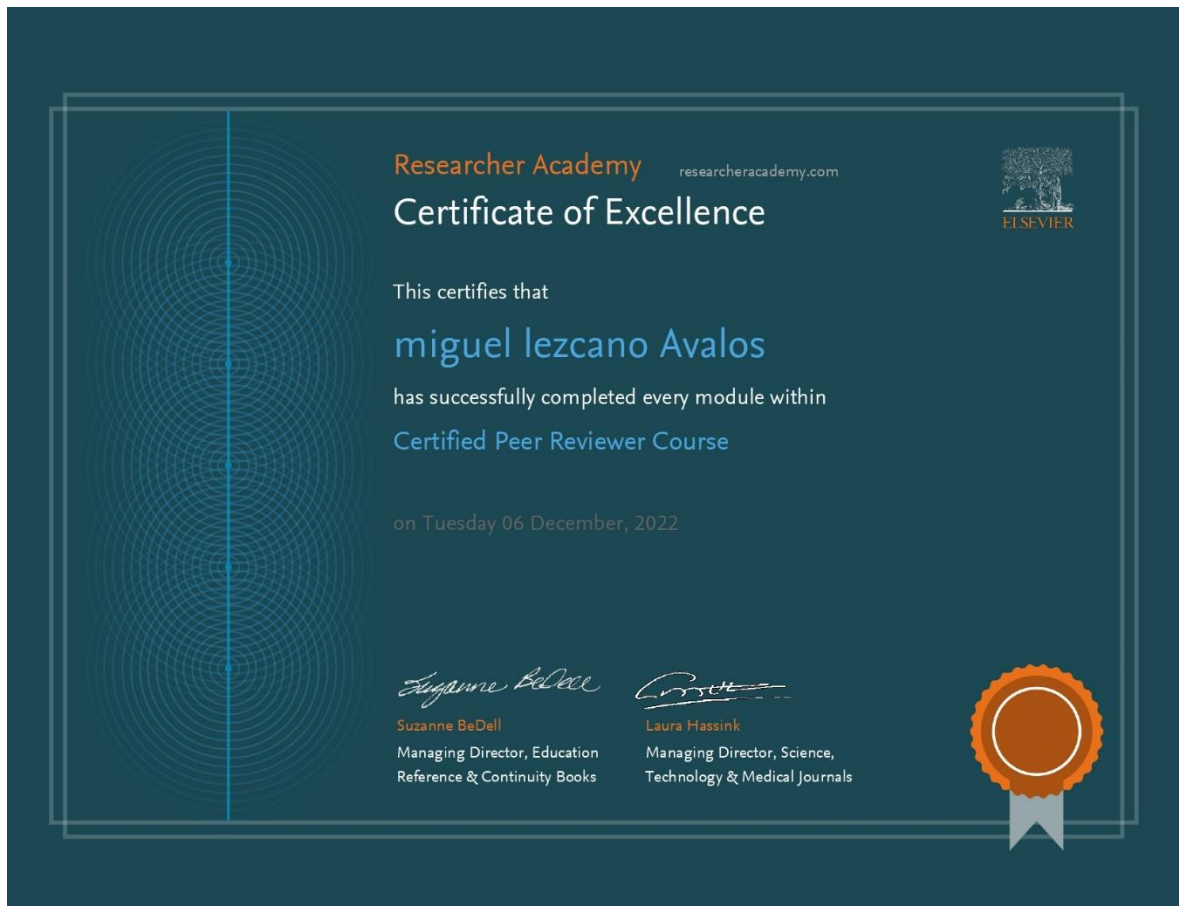 Researcher Academy researcheracademy.com
Certificate of Excellence
ELSEVIER
This certifies that
miguel lezcano Avalos
has successfully completed every module within
Certified Peer Reviewer Course
on Tuesday 06 December, 2022
Suzanne BeDell
Suzanne BeDell
Managing Director, Education
Reference & Continuity Books
Laura Hassink
Managing Director, Science,
Technology & Medical Journals